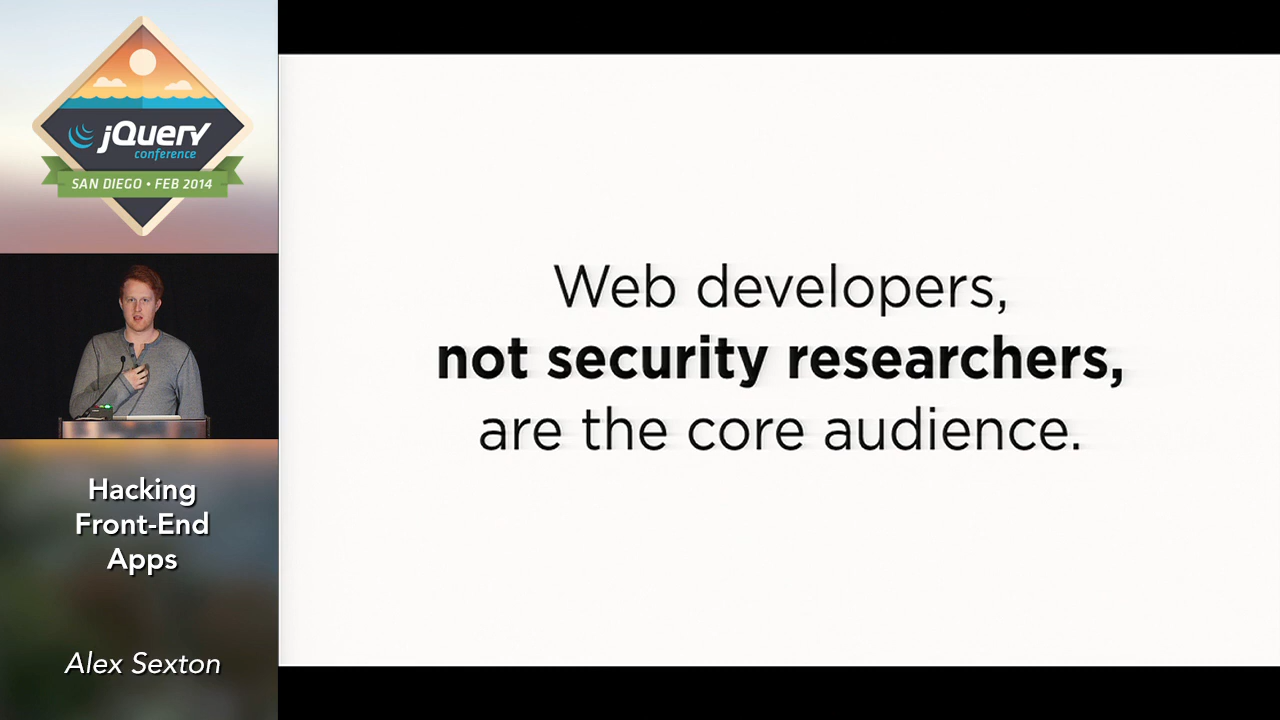 jQuery
conference
SAN DIEGO • FEB 2014
Hacking
Front-End
Apps
Alex Sexton
Web developers,
not security researchers,
are the core audience.